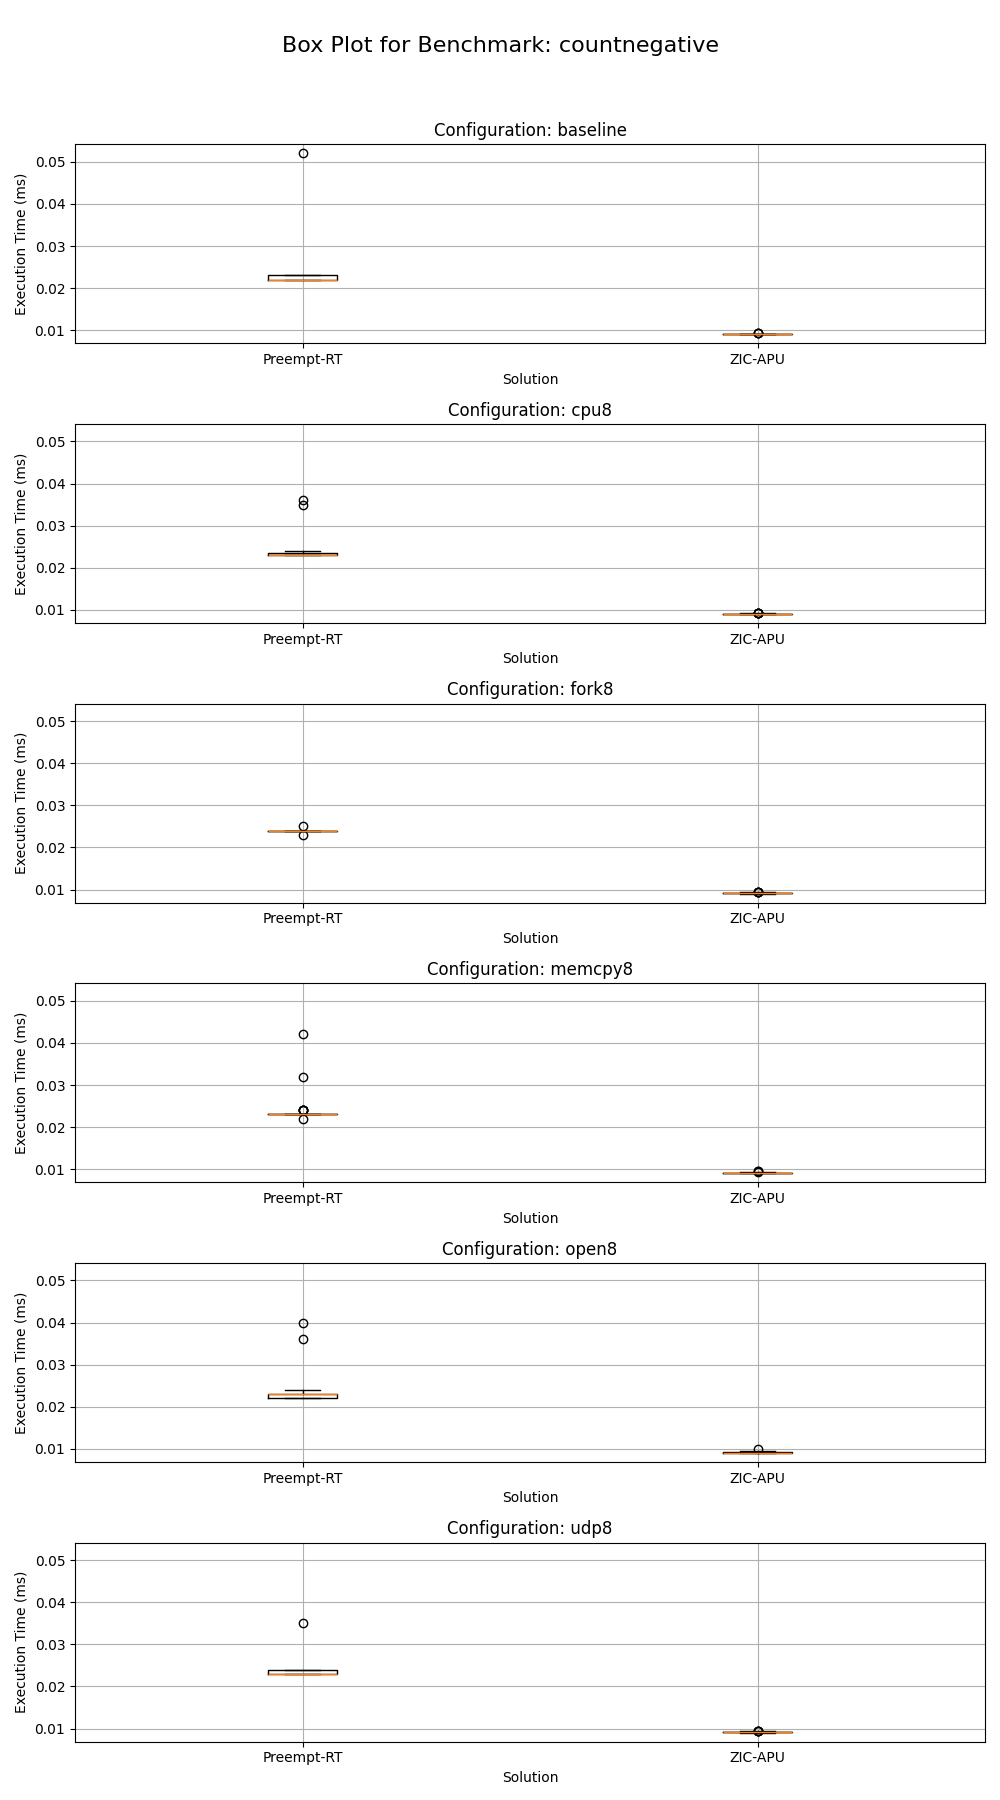 Box Plot for Benchmark: countnegative
Configuration: baseline
Execution Time (ms)
0.05
0.04
0.03
0.02
0.01
Preempt-RT ZIC-APU
Solution
Configuration: cpu8
Execution Time (ms)
0.05
0.04
0.03
0.02
0.01
Preempt-RT ZIC-APU
Solution
Configuration: fork8
Execution Time (ms)
0.05
0.04
0.03
0.02
0.01
Preempt-RT ZIC-APU
Solution
Configuration: memcpy8
Execution Time (ms)
0.05
0.04
0.03
0.02
0.01
Preempt-RT ZIC-APU
Solution
Configuration: open8
Execution Time (ms)
0.05
0.04
0.03
0.02
0.01
Preempt-RT ZIC-APU
Solution
Configuration: udp8
Execution Time (ms)
0.05
0.04
0.03
0.02
0.01
Preempt-RT ZIC-APU
Solution